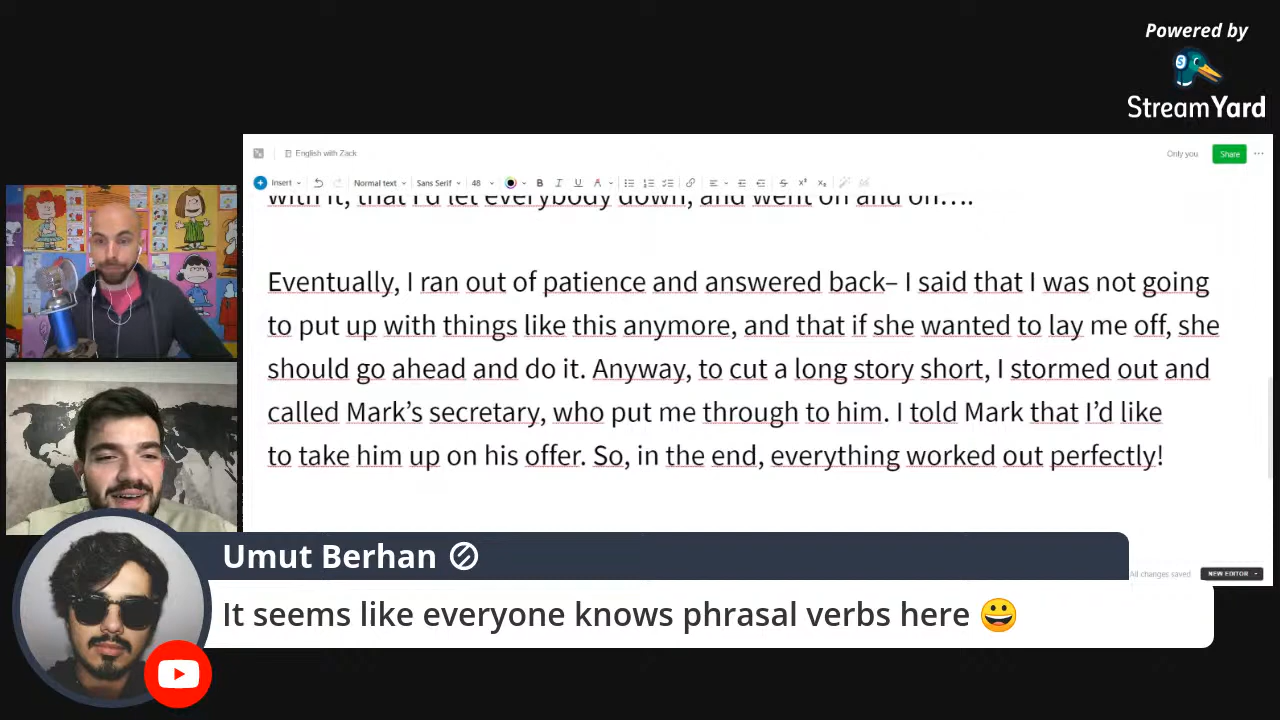 Powered by
StreamYard
English with Zack
Only you
Share
Insert
Normal text
Sans Serif
48
with it, that I'd let everybody down, and went on and on….
Eventually, I ran out of patience and answered back– I said that I was not going
to put up with things like this anymore, and that if she wanted to lay me off, she
should go ahead and do it. Anyway, to cut a long story short, I stormed out and
called Mark’s secretary, who put me through to him. I told Mark that I’d like
to take him up on his offer. So, in the end, everything worked out perfectly!
All changes saved
NEW EDITOR
Umut Berhan
It seems like everyone knows phrasal verbs here 😀